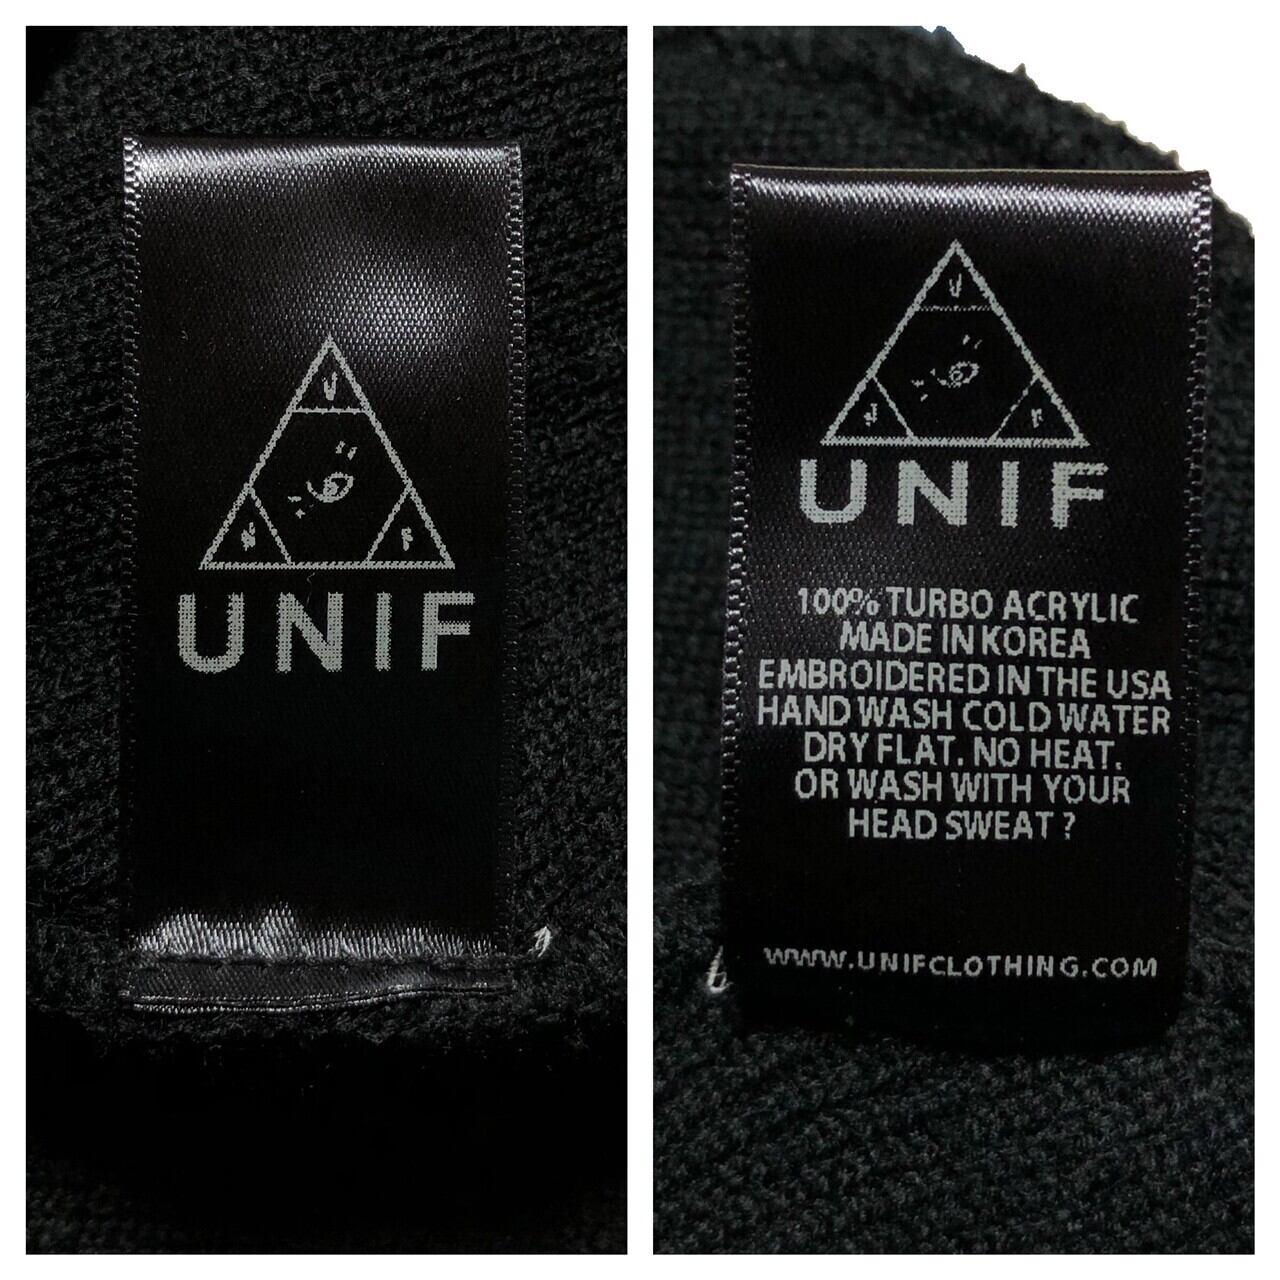 U
N F
UNIF
U
J F
UNIF
100% TURBO ACRYLIC
MADE IN KOREA
EMBROIDERED IN THE USA
HAND WASH COLD WATER
DRY FLAT. NO HEAT.
OR WASH WITH YOUR
HEAD SWEAT ?
WWW.UNIFCLOTHING.COM